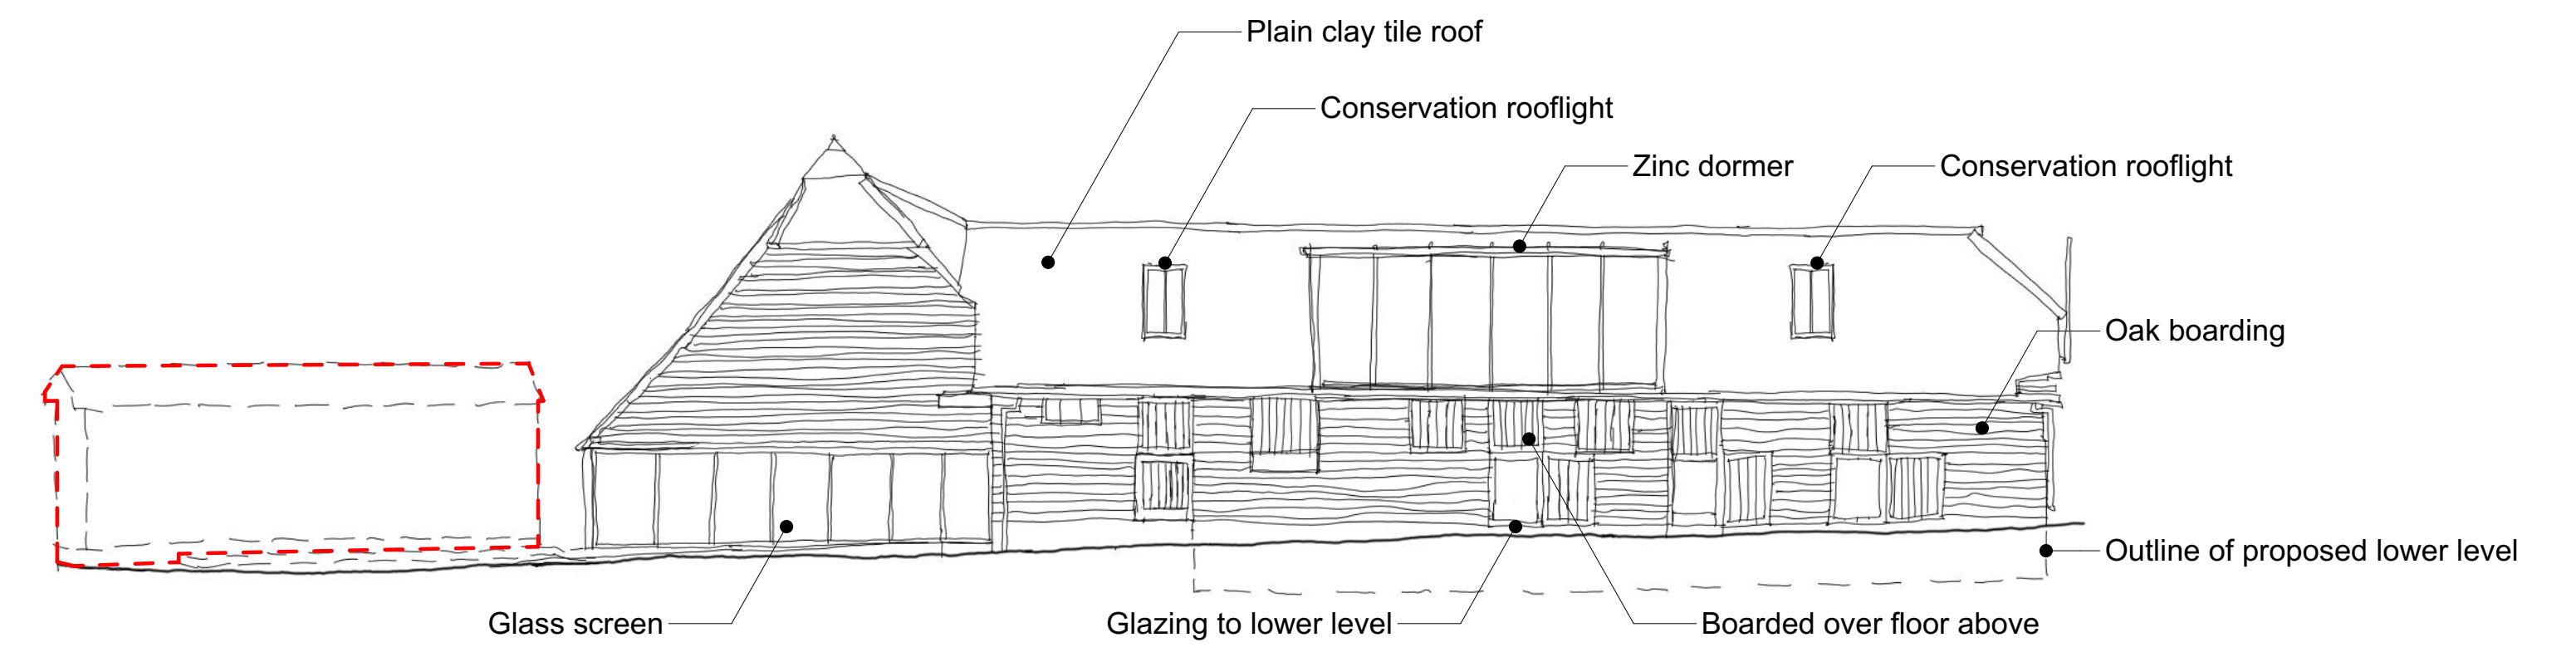 Plain clay tile roof
Conservation rooflight
Zinc dormer
Conservation rooflight
Oak boarding
Outline of proposed lower level
Glass screen
Glazing to lower level
Boarded over floor above